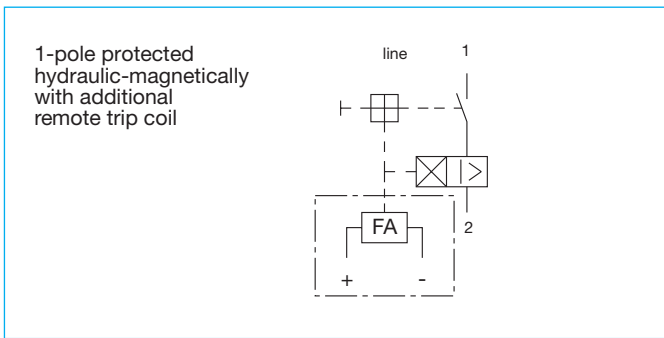 1-pole protected
hydraulic-magnetically
with additional
remote trip coil
line
1
I>
2
FA
+
-